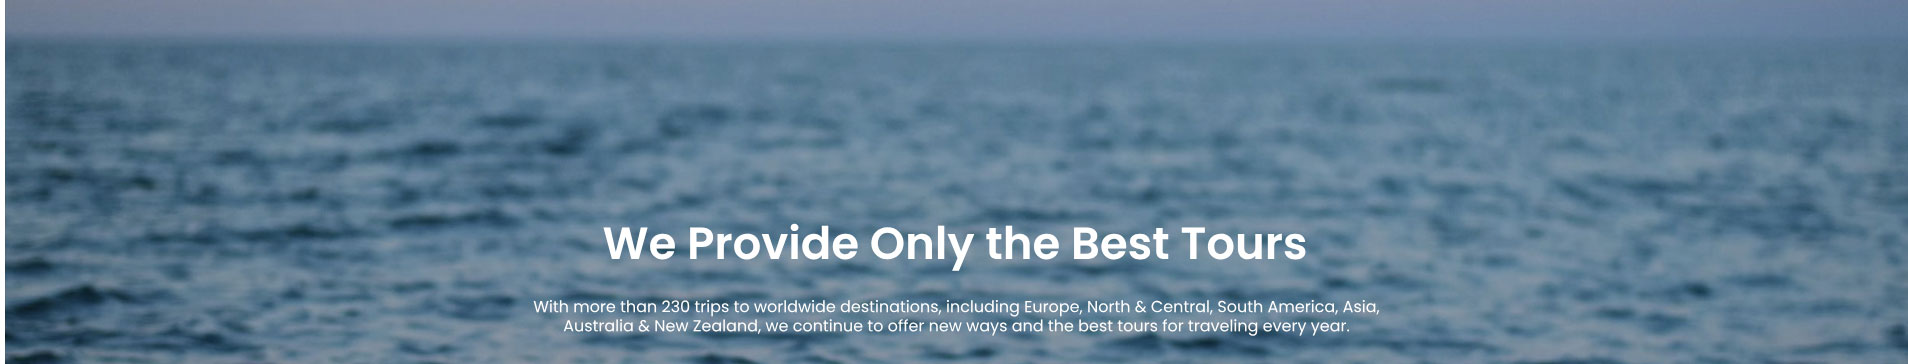 We Provide Only the Best Tours
With more than 230 trips to worldwide destinations, including Europe, North & Central, South America, Asia,
Australia & New Zealand, we continue to offer new ways and the best tours for traveling every year.